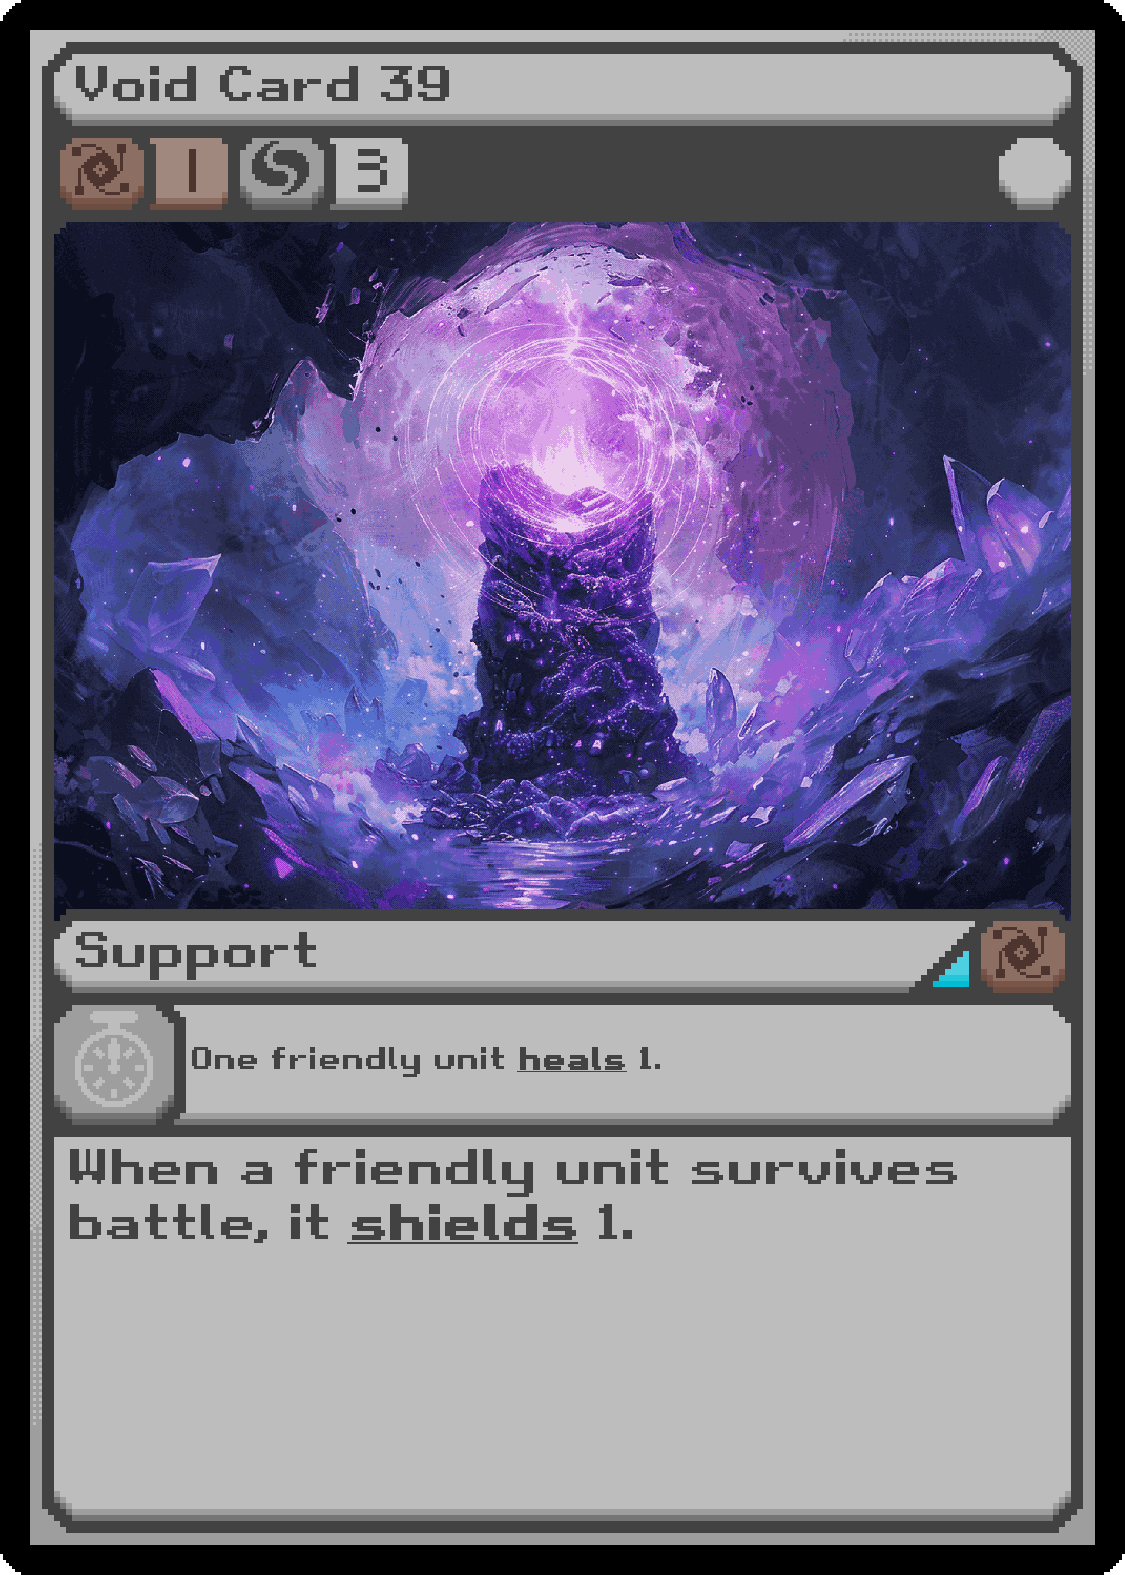 Void Card 39
1 3
Support
One friendly unit heals 1.
When a friendly unit survives
battle, it shields 1.